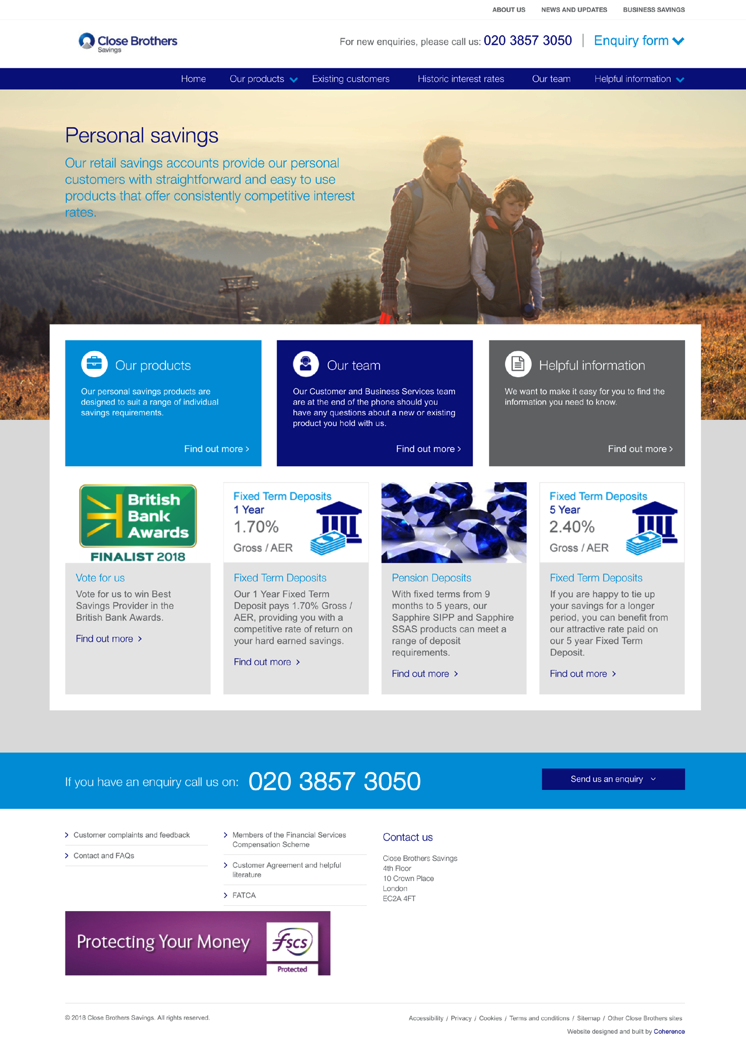 ABOUT US NEWS AND UPDATES BUSINESS SAVINGS
Close Brothers
Savings
For new enquiries, please call us: 020 3857 3050 | Enquiry form
Home Our products Existing customers Historic interest rates Our team Helpful information
Personal savings
Our retail savings accounts provide our personal
customers with straightforward and easy to use
products that offer consistently competitive interest
rates.
Our products
Our personal savings products are
designed to suit a range of individual
savings requirements.
Find out more >
Our team
Our Customer and Business Services team
are at the end of the phone should you
have any questions about a new or existing
product you hold with us.
Find out more >
Helpful information
We want to make it easy for you to find the
information you need to know.
Find out more >
British
Bank
Awards
FINALIST 2018
Vote for us
Vote for us to win Best
Savings Provider in the
British Bank Awards.
Find out more >
Fixed Term Deposits
1 Year
1.70%
Gross / AER
Fixed Term Deposits
Our 1 Year Fixed Term
Deposit pays 1.70% Gross /
AER, providing you with a
competitive rate of return on
your hard earned savings.
Find out more >
Pension Deposits
With fixed terms from 9
months to 5 years, our
Sapphire SIPP and Sapphire
SSAS products can meet a
range of deposit
requirements.
Find out more >
Fixed Term Deposits
5 Year
2.40%
Gross / AER
Fixed Term Deposits
If you are happy to tie up
your savings for a longer
period, you can benefit from
our attractive rate paid on
our 5 year Fixed Term
Deposit.
Find out more >
If you have an enquiry call us on: 020 3857 3050
Send us an enquiry
> Customer complaints and feedback
> Contact and FAQs
> Members of the Financial Services
Compensation Scheme
> Customer Agreement and helpful
literature
> FATCA
Contact us
Close Brothers Savings
4th Floor
10 Crown Place
London
EC2A 4FT
Protecting Your Money
fscs
Protected
© 2018 Close Brothers Savings. All rights reserved.
Accessibility / Privacy / Cookies / Terms and conditions / Sitemap / Other Close Brothers sites
Website designed and built by Coherence